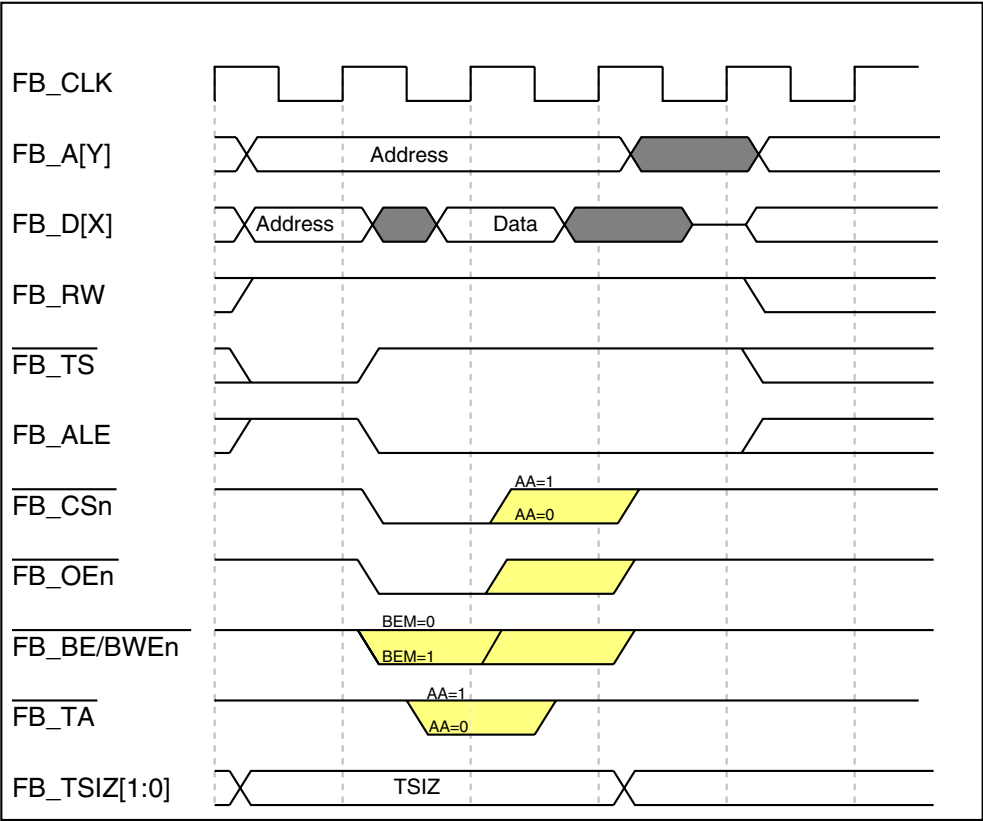 FB_CLK
FB_A[Y]
Address
FB_D[X]
Address
Data
FB_RW
FB_TS
FB_ALE
FB_CSn
AA=1
AA=0
FB_OEn
FB_BE/BWEn
BEM=0
BEM=1
FB_TA
AA=1
AA=0
FB_TSIZ[1:0]
TSIZ